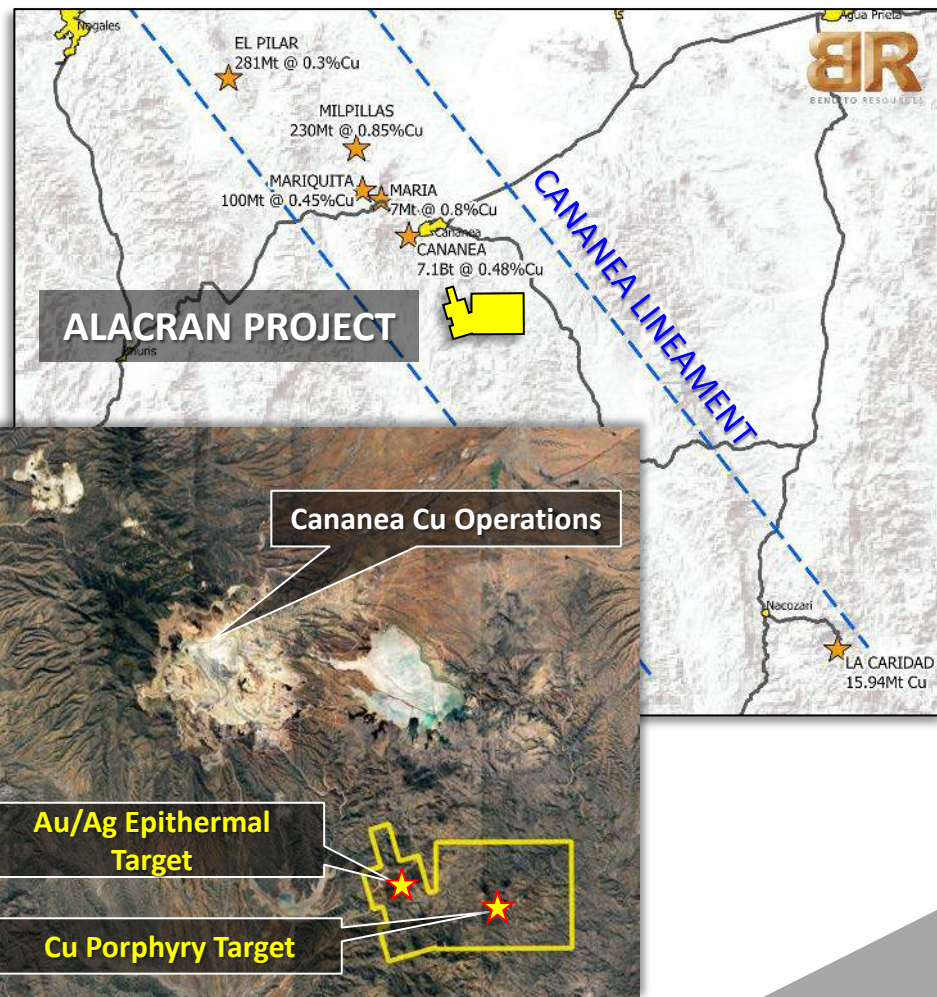 Nogales
Agua Prieta
BR
BENDITO RESOURCES
EL PILAR
281Mt @ 0.3%Cu
MILPILLAS
230Mt @ 0.85%Cu
MARIQUITA
100Mt @ 0.45%Cu
MARIA
7Mt @ 0.8%Cu
Cananea
CANANEA
7.1Bt @ 0.48%Cu
CANANEA LINEAMENT
ALACRAN PROJECT
Nacozari
LA CARIDAD
15.94Mt Cu
Cananea Cu Operations
Au/Ag Epithermal
Target
Cu Porphyry Target